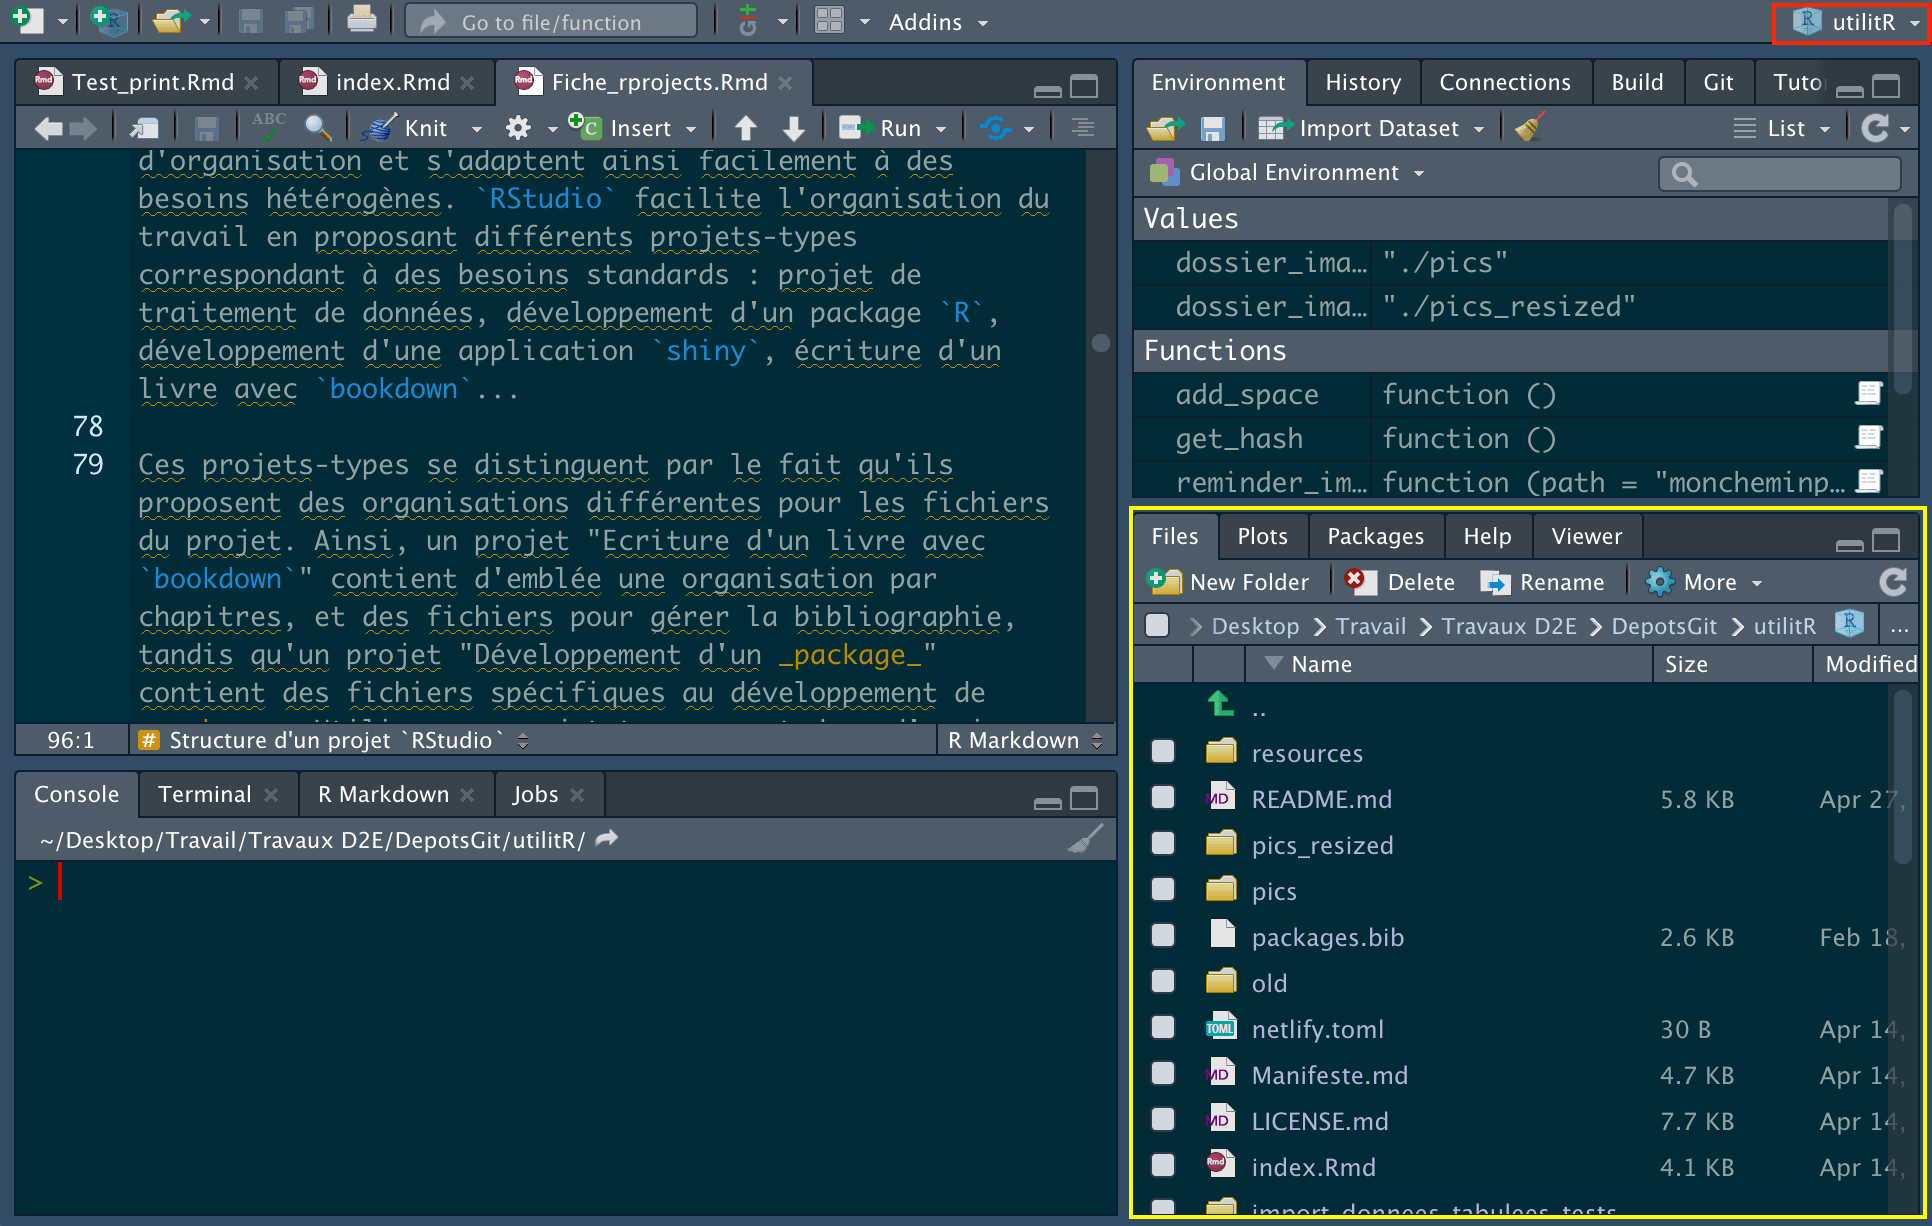 Go to file/function
Addins
utilitR
Test_print.Rmd
index.Rmd
Fiche_rprojects.Rmd
ABC
Knit
Insert
Run
d'organisation et s'adaptent ainsi facilement à des
besoins hétérogènes. `RStudio` facilite l'organisation du
travail en proposant différents projets-types
correspondant à des besoins standards : projet de
traitement de données, développement d'un package `R`,
développement d'une application `shiny`, écriture d'un
livre avec `bookdown`...
78
79 Ces projets-types se distinguent par le fait qu'ils
proposent des organisations différentes pour les fichiers
du projet. Ainsi, un projet "Ecriture d'un livre avec
`bookdown`" contient d'emblée une organisation par
chapitres, et des fichiers pour gérer la bibliographie,
tandis qu'un projet "Développement d'un _package_"
contient des fichiers spécifiques au développement de
96:1
# Structure d'un projet `RStudio`
R Markdown
Console
Terminal
R Markdown
Jobs
~/Desktop/Travail/Travaux D2E/DepotsGit/utilitR/
>
Environment
History
Connections
Build
Git
Tuto
Import Dataset
List
Global Environment
Values
dossier_ima… "./pics"
dossier_ima… "./pics_resized"
Functions
add_space function ()
get_hash function ()
reminder_im… function (path = "moncheminp…
Files
Plots
Packages
Help
Viewer
New Folder
Delete
Rename
More
Desktop > Travail > Travaux D2E > DepotsGit > utilitR
...
Name Size Modified
..
resources
README.md 5.8 KB Apr 27,
pics_resized
pics
packages.bib 2.6 KB Feb 18,
old
netlify.toml 30 B Apr 14,
Manifeste.md 4.7 KB Apr 14,
LICENSE.md 7.7 KB Apr 14,
index.Rmd 4.1 KB Apr 14,
import_donnees_tabulees_tests